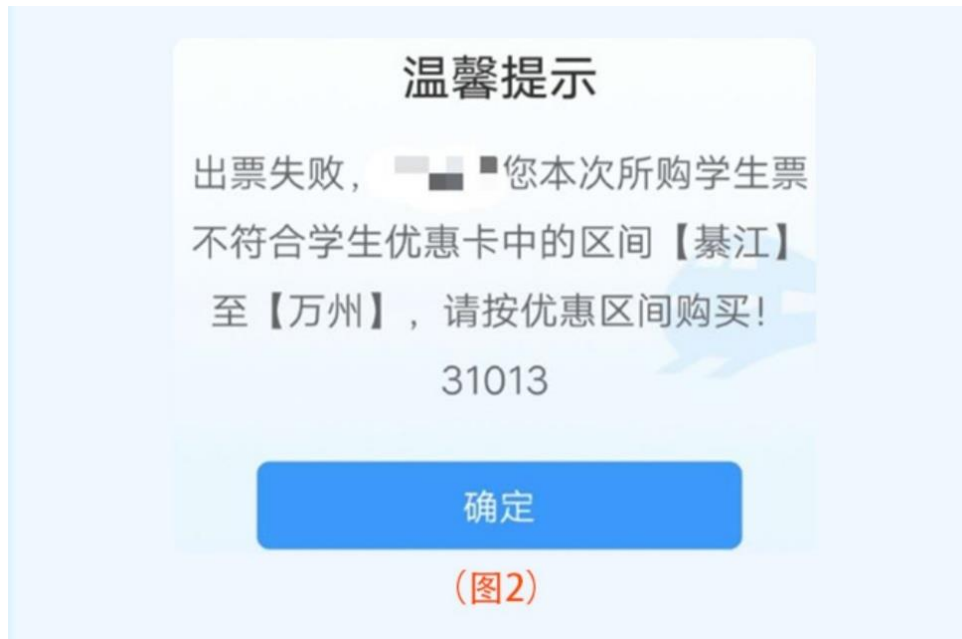 温馨提示
出票失败，您本次所购学生票
不符合学生优惠卡中的区间【綦江】
至【万州】，请按优惠区间购买!
31013
确定
（图2）